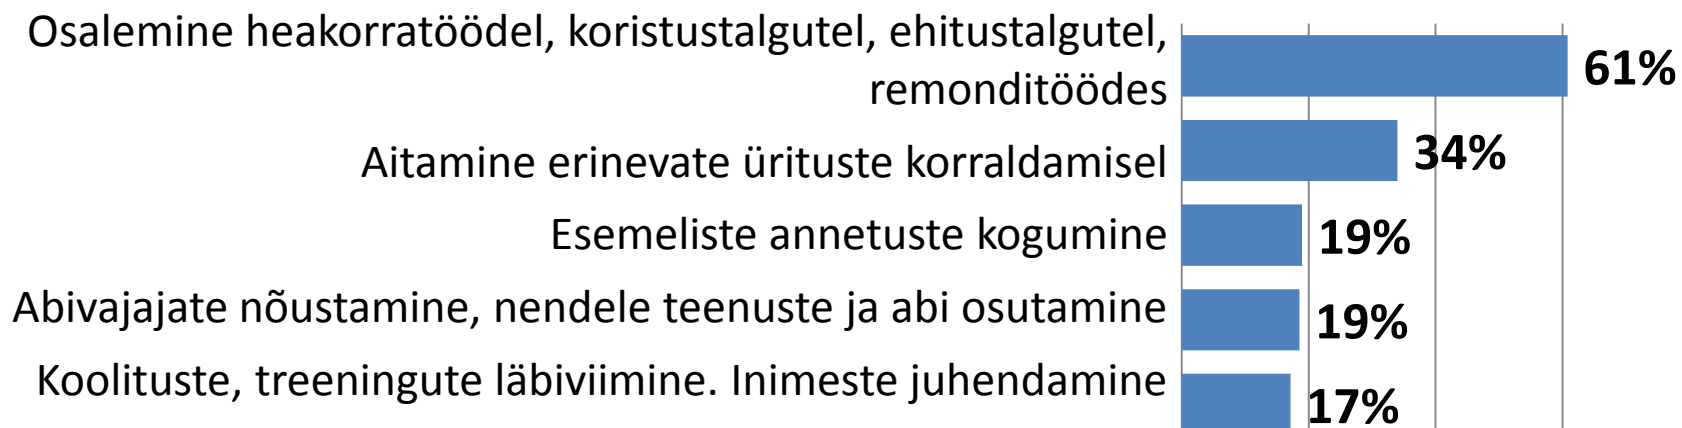 Osalemine heakorratöödel, koristustalgutel, ehitustalgutel,
remonditöödes
61%
Aitamine erinevate ürituste korraldamisel
34%
Esemeliste annetuste kogumine
19%
Abivajajate nõustamine, nendele teenuste ja abi osutamine
19%
Koolituste, treeningute läbiviimine. Inimeste juhendamine
17%